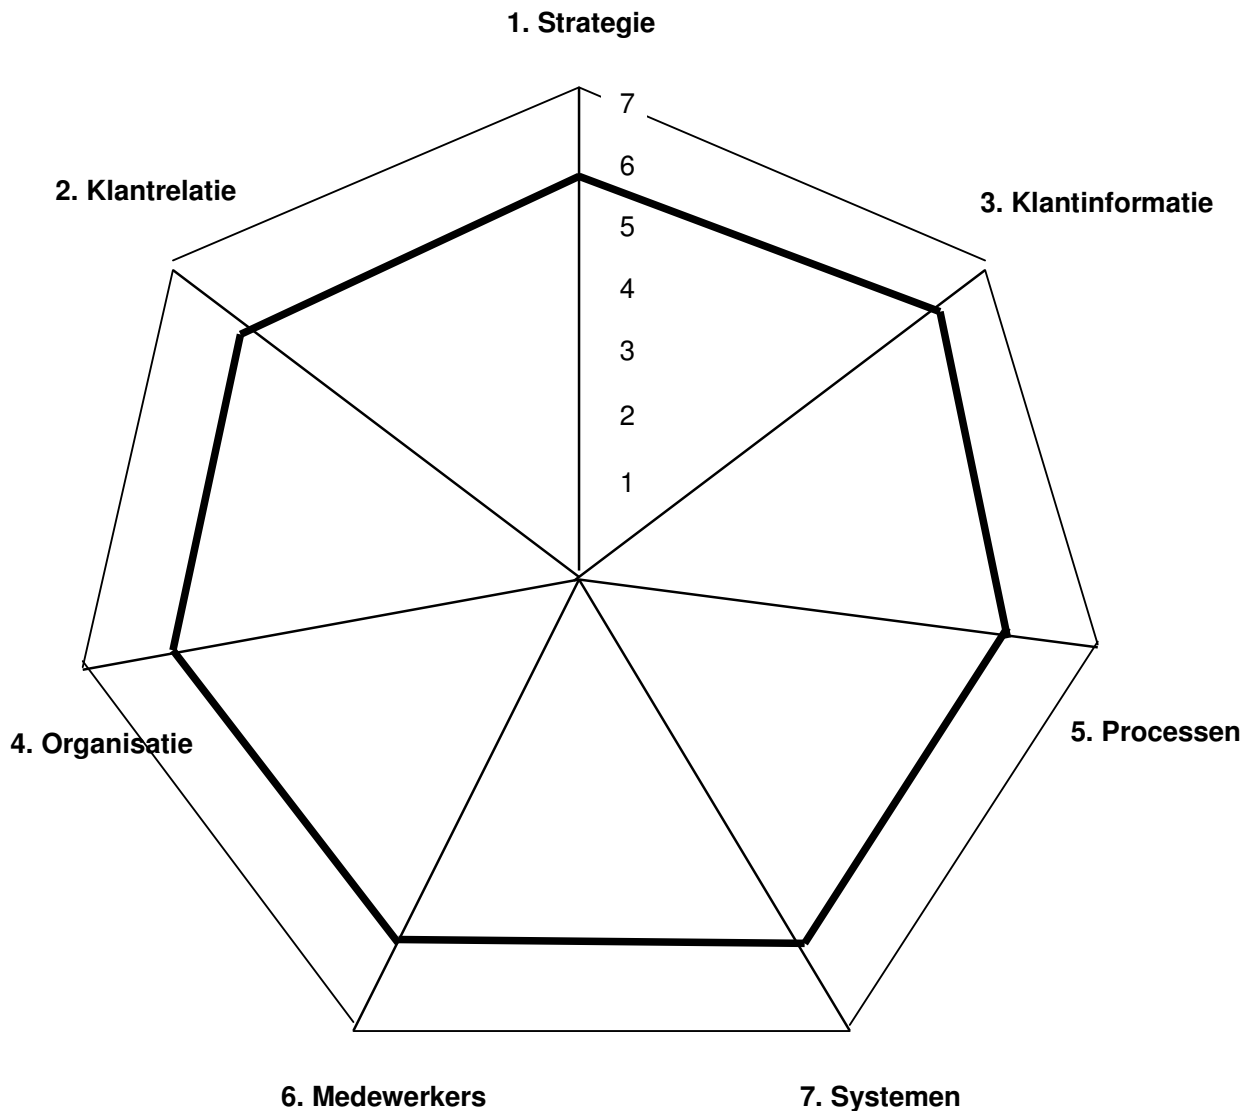 1. Strategie
7
6
2. Klantrelatie
3. Klantinformatie
5
4
3
2
1
4. Organisatie
5. Processen
6. Medewerkers
7. Systemen